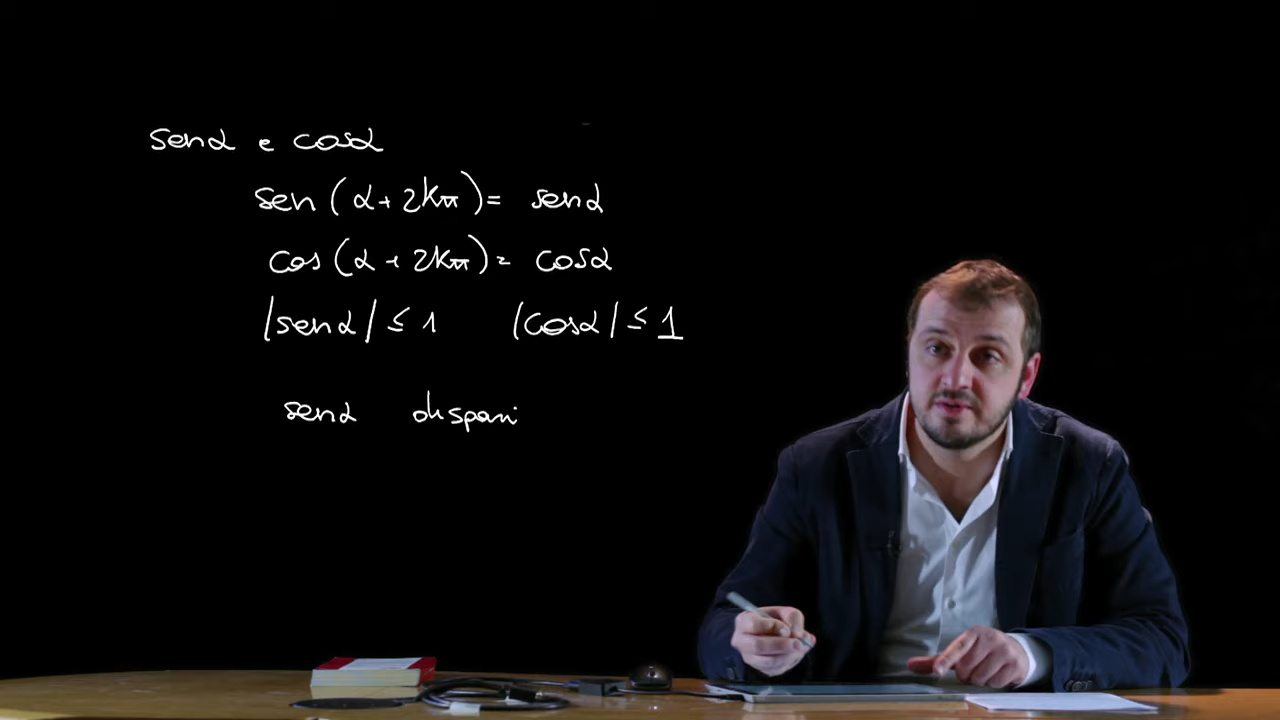 senα e cosα
sen(α+2kπ)= senα
cos(α+2kπ)= cosα
|senα| ≤ 1 |cosα| ≤ 1
senα dispari